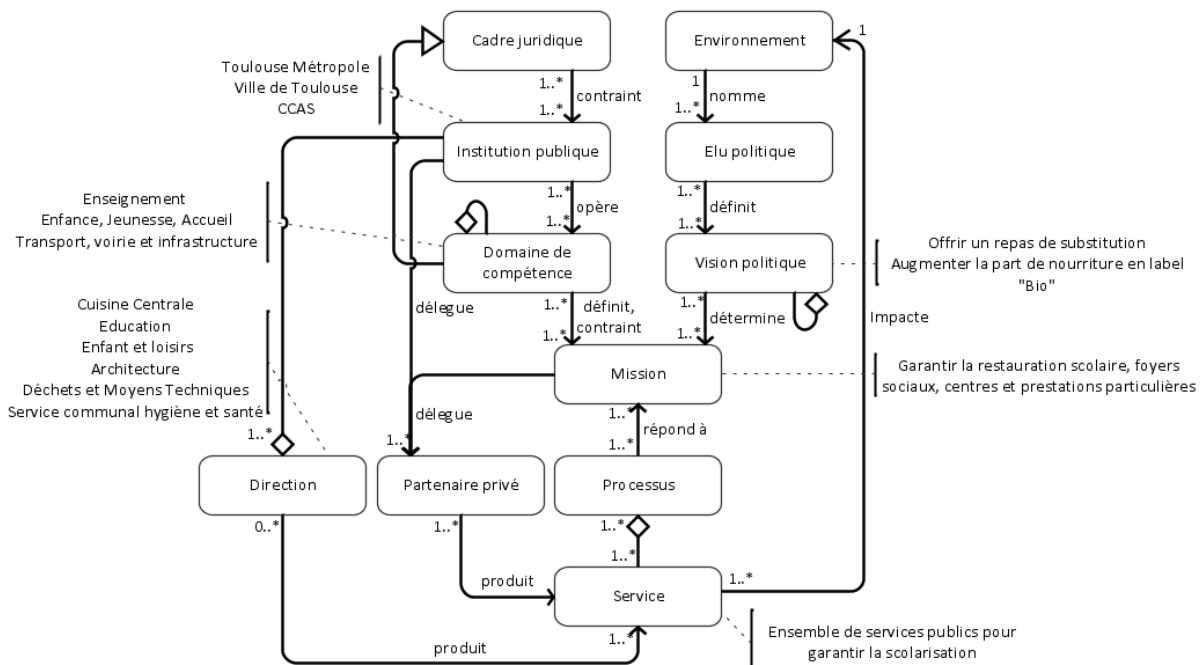 Cadre juridique
Environnement
1
Toulouse Métropole
Ville de Toulouse
CCAS
1..*
contraint
1..*
1
nomme
1..*
Institution publique
Elu politique
1..*
opère
1..*
1..*
définit
1..*
Enseignement
Enfance, Jeunesse, Accueil
Transport, voirie et infrastructure
Domaine de
compétence
Vision politique
Offrir un repas de substitution
Augmenter la part de nourriture en label
"Bio"
Cuisine Centrale
Education
Enfant et loisirs
Architecture
Déchets et Moyens Techniques
Service communal hygiène et santé
délegue
1..*
définit,
contraint
1..*
1..*
détermine
1..*
Impacte
Mission
Garantir la restauration scolaire, foyers
sociaux, centres et prestations particulières
1..*
délegue
1..*
1..*
répond à
1..*
Direction
Partenaire privé
Processus
0..*
1..*
1..*
1..*
produit
Service
1..*
produit
1..*
Ensemble de services publics pour
garantir la scolarisation